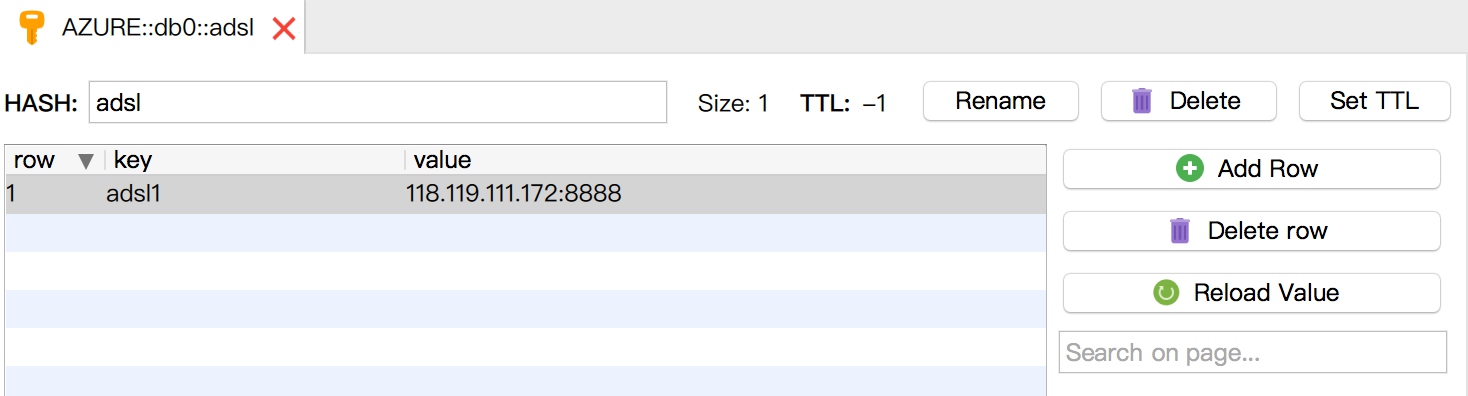 AZURE::db0::adsl
HASH: adsl Size: 1 TTL: –1 Rename Delete Set TTL
row key value
1 adsl1 118.119.111.172:8888
Add Row
Delete row
Reload Value
Search on page...